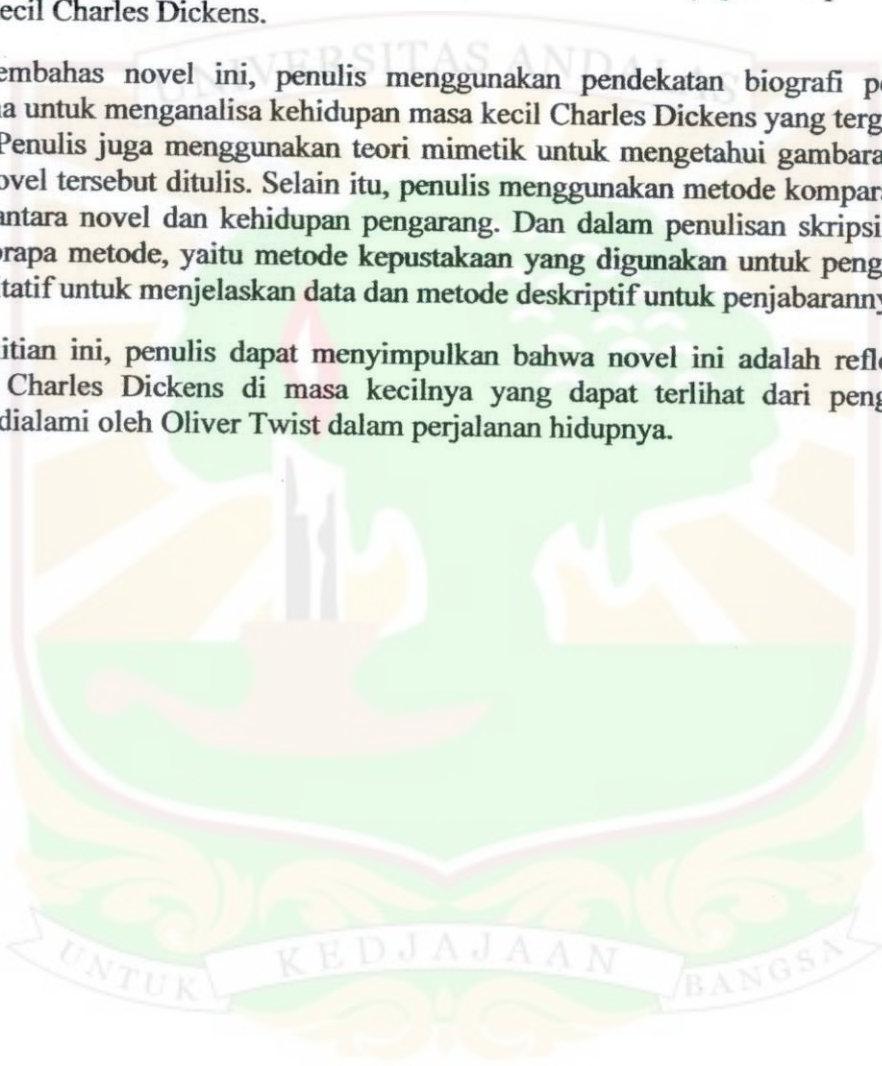 ecil Charles Dickens.
UNIVERSITAS ANDALAS
embahas novel ini, penulis menggunakan pendekatan biografi p
a untuk menganalisa kehidupan masa kecil Charles Dickens yang terg
Penulis juga menggunakan teori mimetik untuk mengetahui gambara
ovel tersebut ditulis. Selain itu, penulis menggunakan metode kompar
antara novel dan kehidupan pengarang. Dan dalam penulisan skripsi
orapa metode, yaitu metode kepustakaan yang digunakan untuk peng
tatif untuk menjelaskan data dan metode deskriptif untuk penjabaranny
itian ini, penulis dapat menyimpulkan bahwa novel ini adalah refl
Charles Dickens di masa kecilnya yang dapat terlihat dari peng
dialami oleh Oliver Twist dalam perjalanan hidupnya.
UNTUK KEDJAJAAN BANGSA